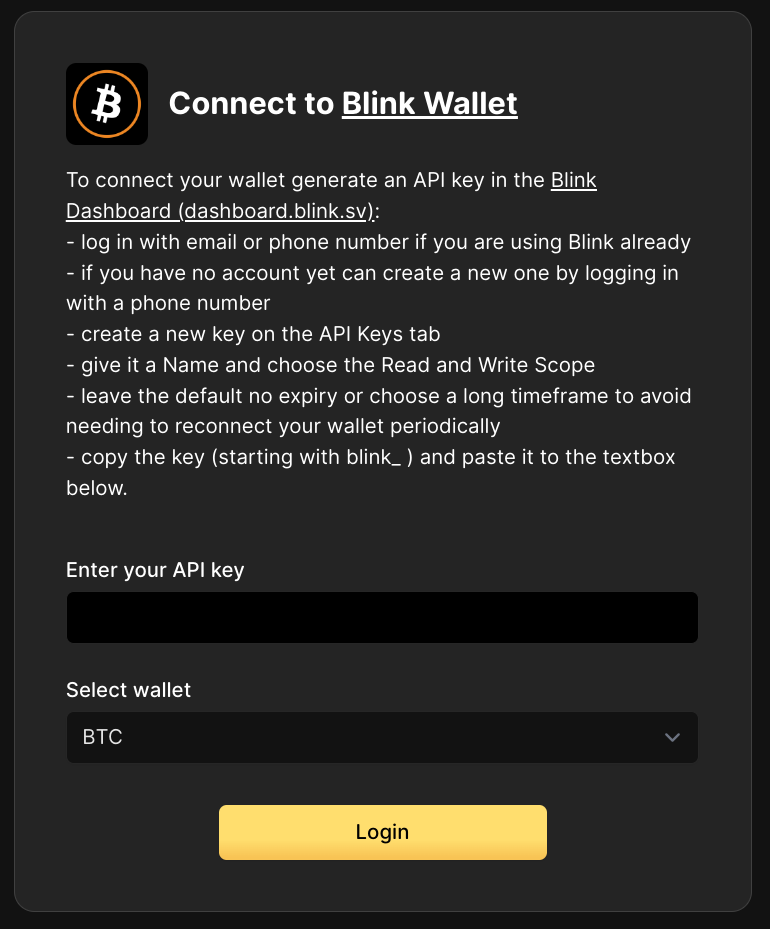 Connect to Blink Wallet
To connect your wallet generate an API key in the Blink
Dashboard (dashboard.blink.sv):
- log in with email or phone number if you are using Blink already
- if you have no account yet can create a new one by logging in
with a phone number
- create a new key on the API Keys tab
- give it a Name and choose the Read and Write Scope
- leave the default no expiry or choose a long timeframe to avoid
needing to reconnect your wallet periodically
- copy the key (starting with blink_ ) and paste it to the textbox
below.
Enter your API key
Select wallet
BTC
Login